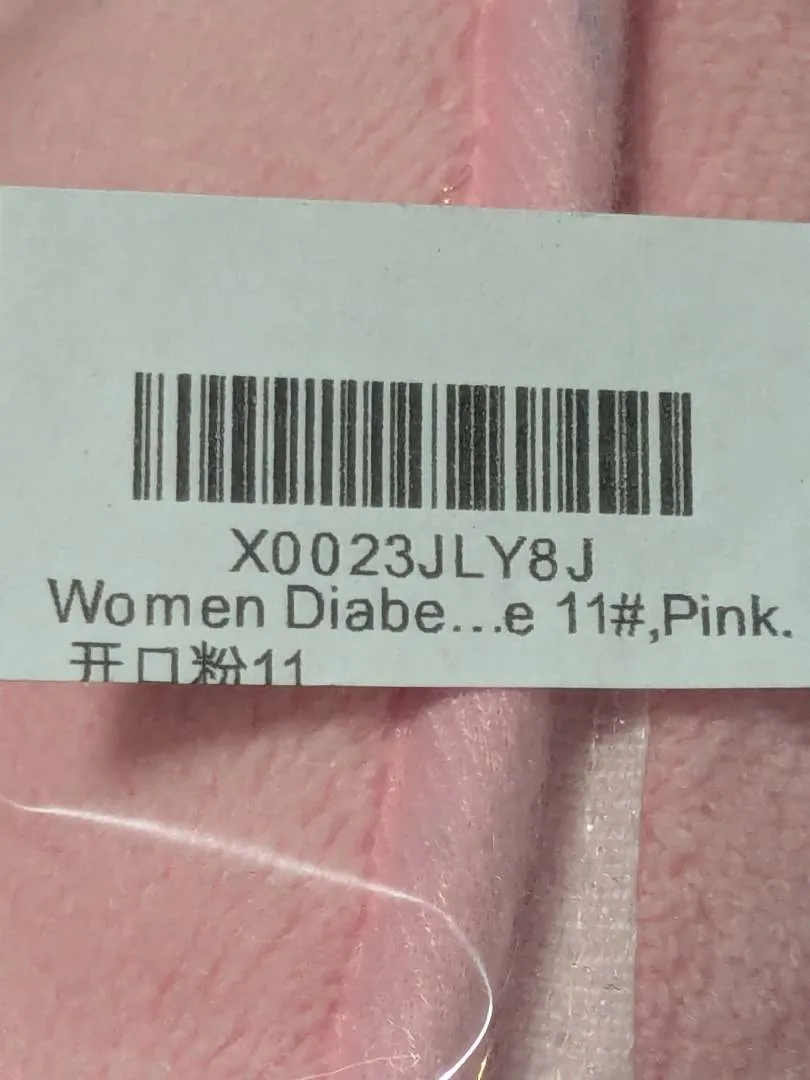 X0023JLY8J
Women Diabe...e 11#,Pink.
开口粉11